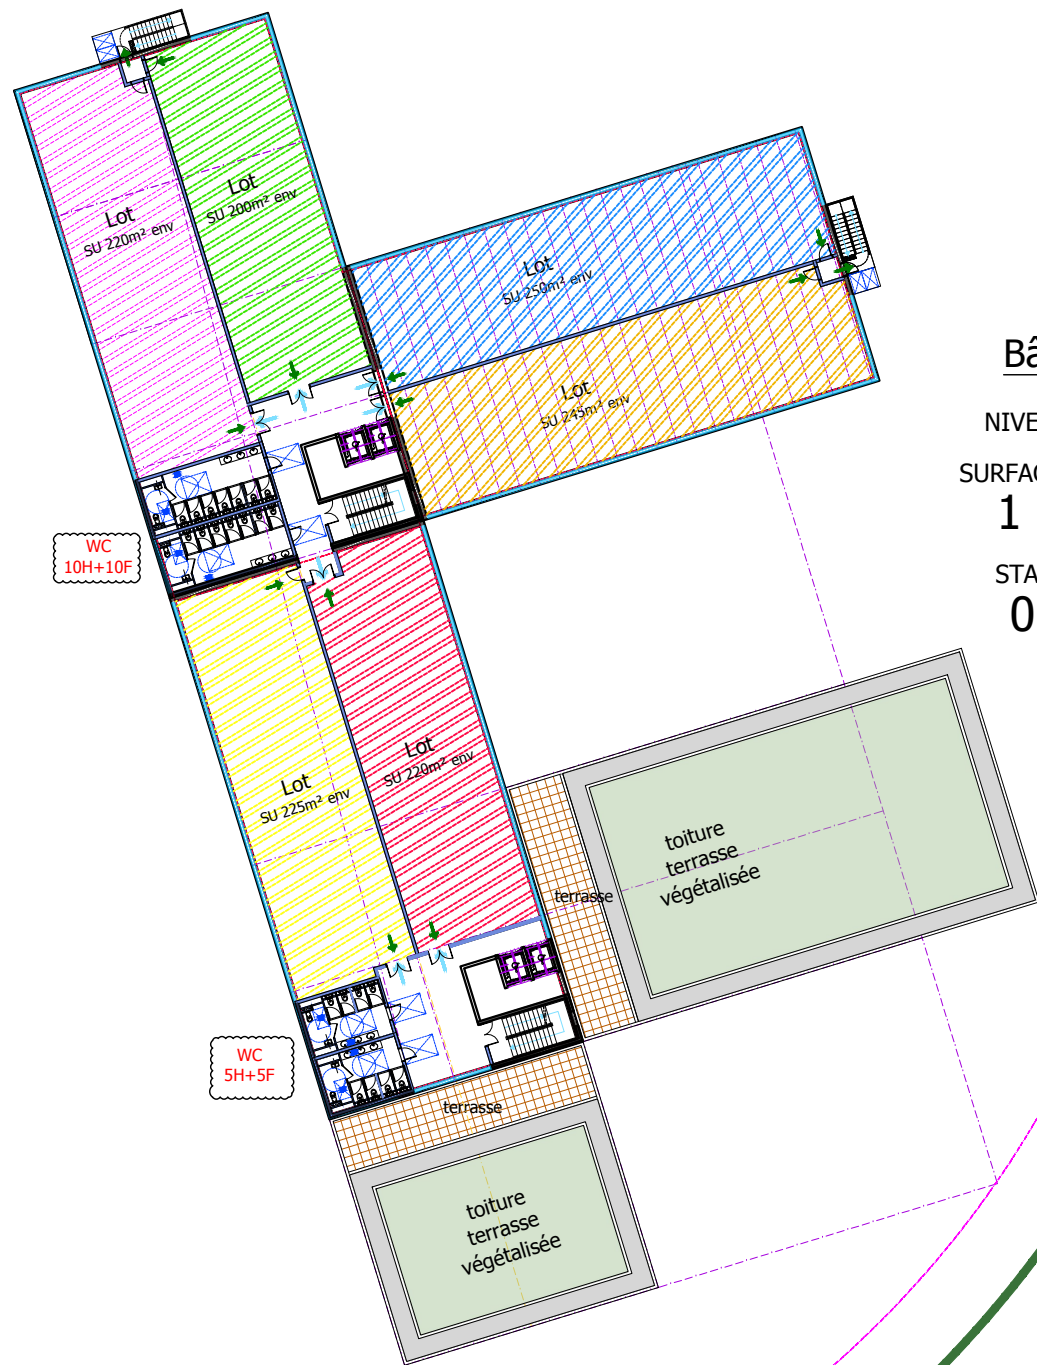 Lot
SU 200m² env
Lot
SU 220m² env
Lot
SU 250m² env
Lot
SU 245m² env
Bâ
NIVE
SURFAC
1
STA
0
WC
10H+10F
Lot
SU 220m² env
Lot
SU 225m² env
toiture
terrasse
végétalisée
terrasse
WC
5H+5F
terrasse
toiture
terrasse
végétalisée